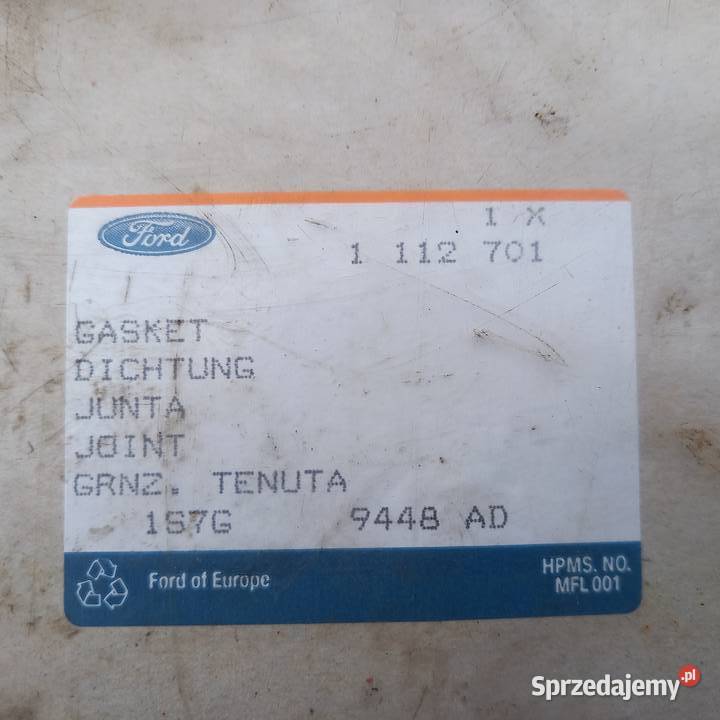 Ford
1 X
1 112 701
GASKET
DICHTUNG
JUNTA
JOINT
GRNZ. TENUTA
1S7G 9448 AD
Ford of Europe
HPMS. NO.
MFL 001
Sprzedajemy.pl